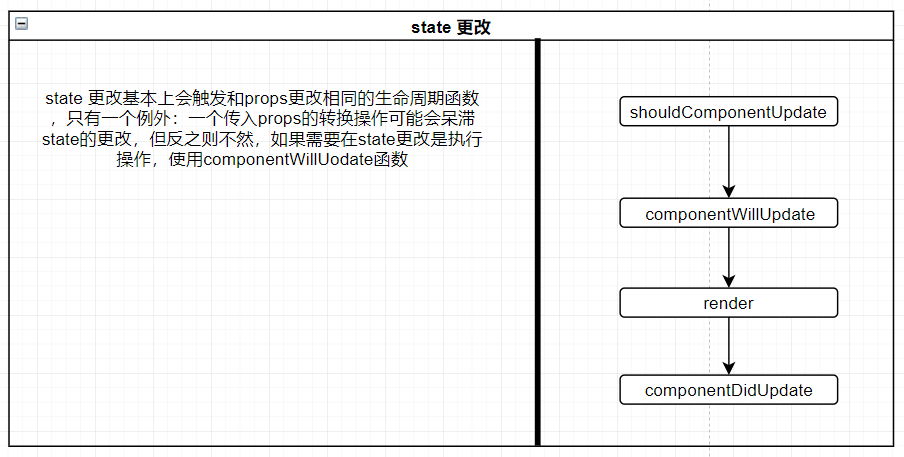 state 更改
state 更改基本上会触发和props更改相同的生命周期函数
，只有一个例外：一个传入props的转换操作可能会呆滞
state的更改，但反之则不然，如果需要在state更改是执行
操作，使用componentWillUodate函数
shouldComponentUpdate
componentWillUpdate
render
componentDidUpdate